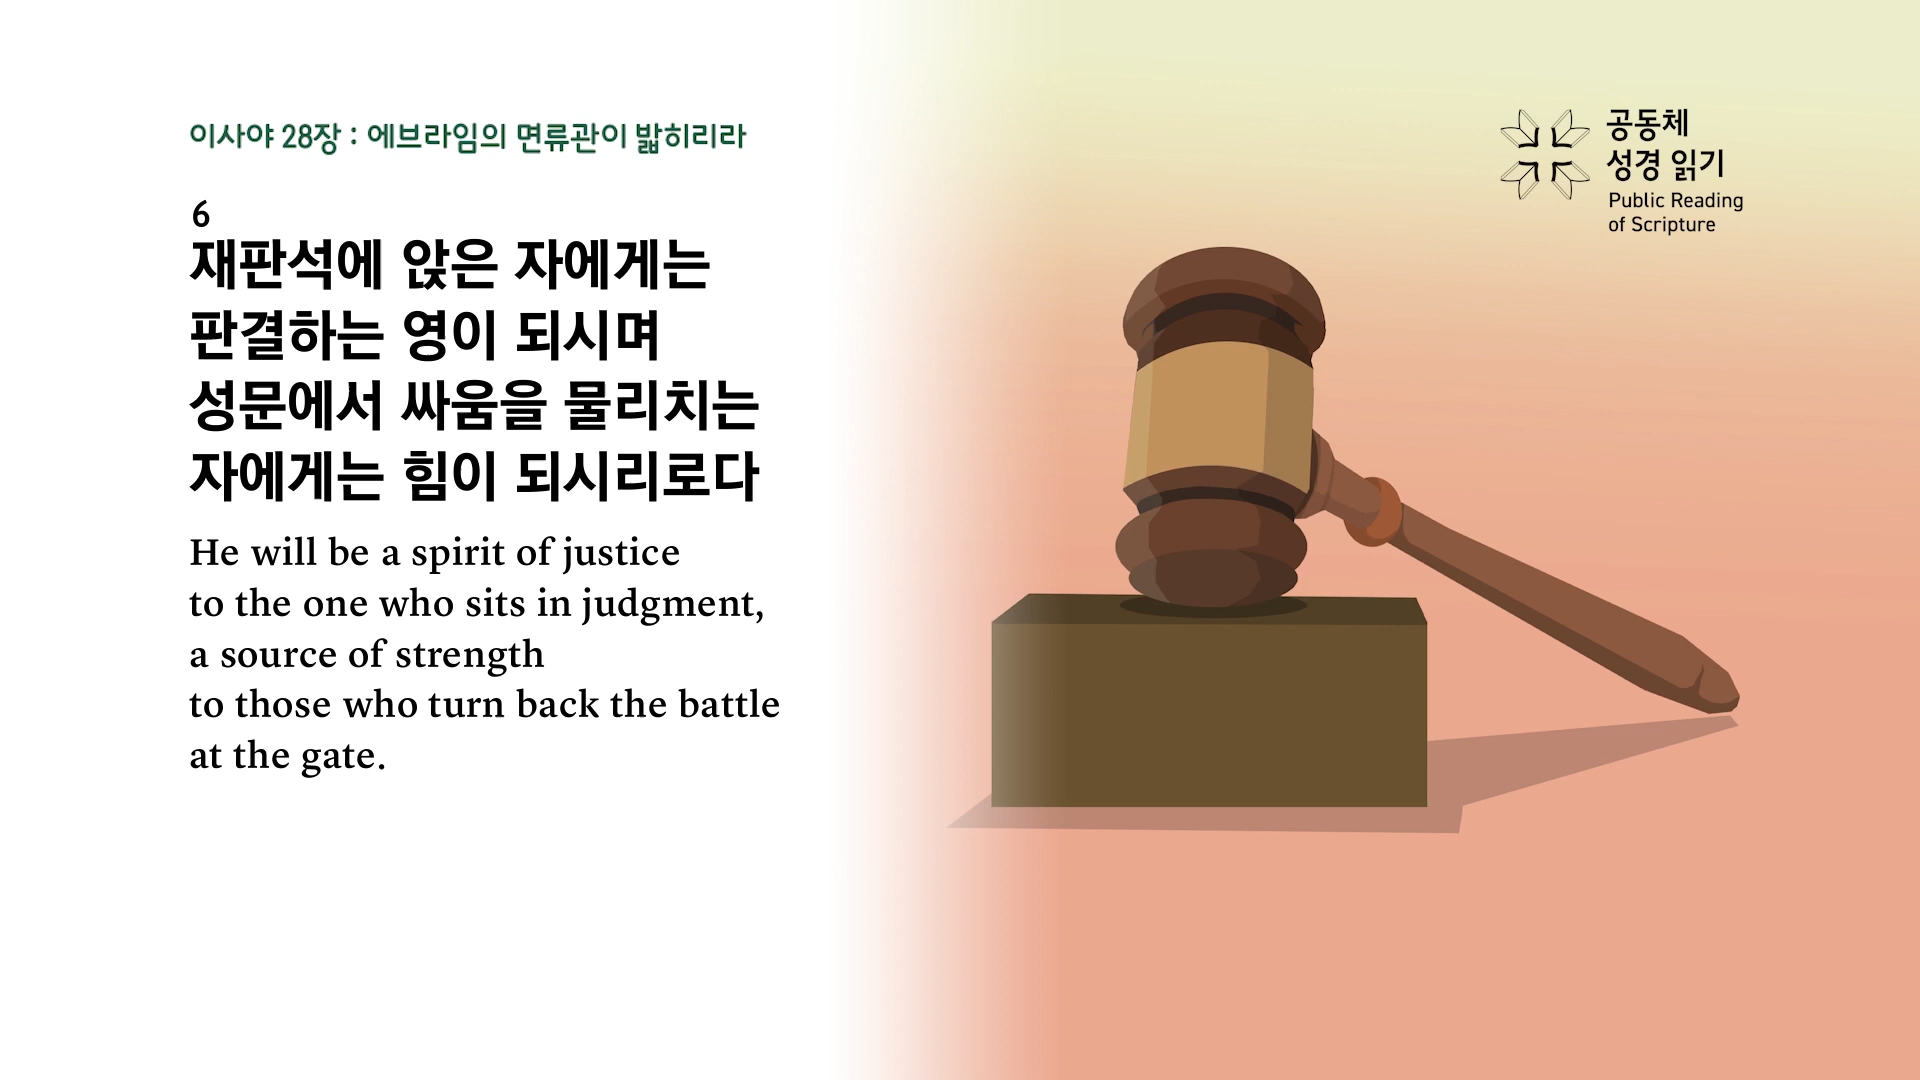 이사야 28장 : 에브라임의 면류관이 밟히리라
6
재판석에 앉은 자에게는
판결하는 영이 되시며
성문에서 싸움을 물리치는
자에게는 힘이 되시리로다
He will be a spirit of justice
to the one who sits in judgment,
a source of strength
to those who turn back the battle
at the gate.
공동체
성경 읽기
Public Reading
of Scripture